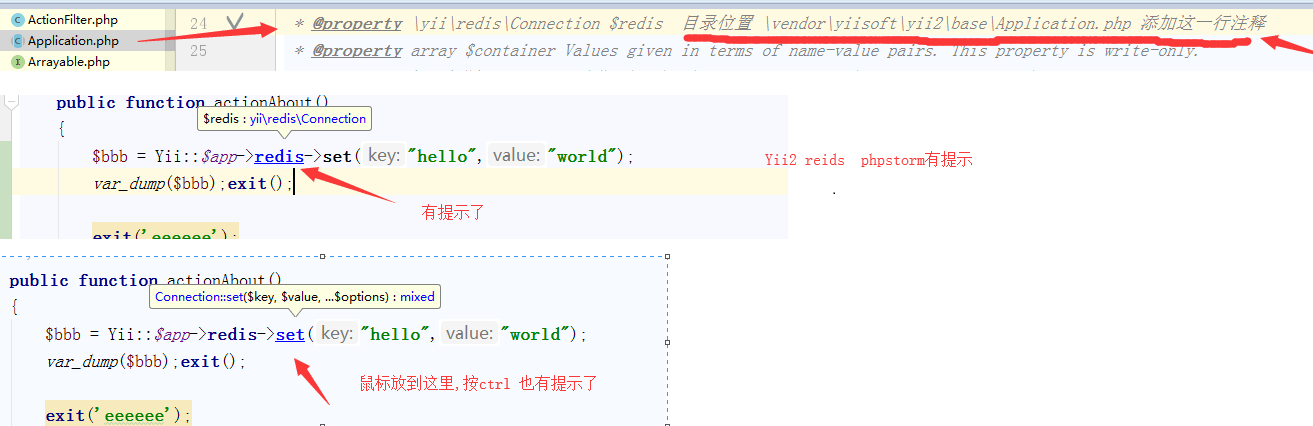 ActionFilter.php
Application.php
Arrayable.php
24 * @property \yii\redis\Connection $redis 目录位置 \vendor\yiisoft\yii2\base\Application.php 添加这一行注释
25 * @property array $container Values given in terms of name-value pairs. This property is write-only.
public function actionAbout()
$redis : yii\redis\Connection
{
$bbb = Yii::$app->redis->set( key: "hello", value: "world");
Yii2 reids phpstorm有提示
var_dump($bbb);exit();
有提示了
exit('eeeeee');
public function actionAbout()
Connection::set($key, $value, ...$options) : mixed
{
$bbb = Yii::$app->redis->set( key: "hello", value: "world");
var_dump($bbb);exit();
鼠标放到这里,按ctrl 也有提示了
exit('eeeeee');